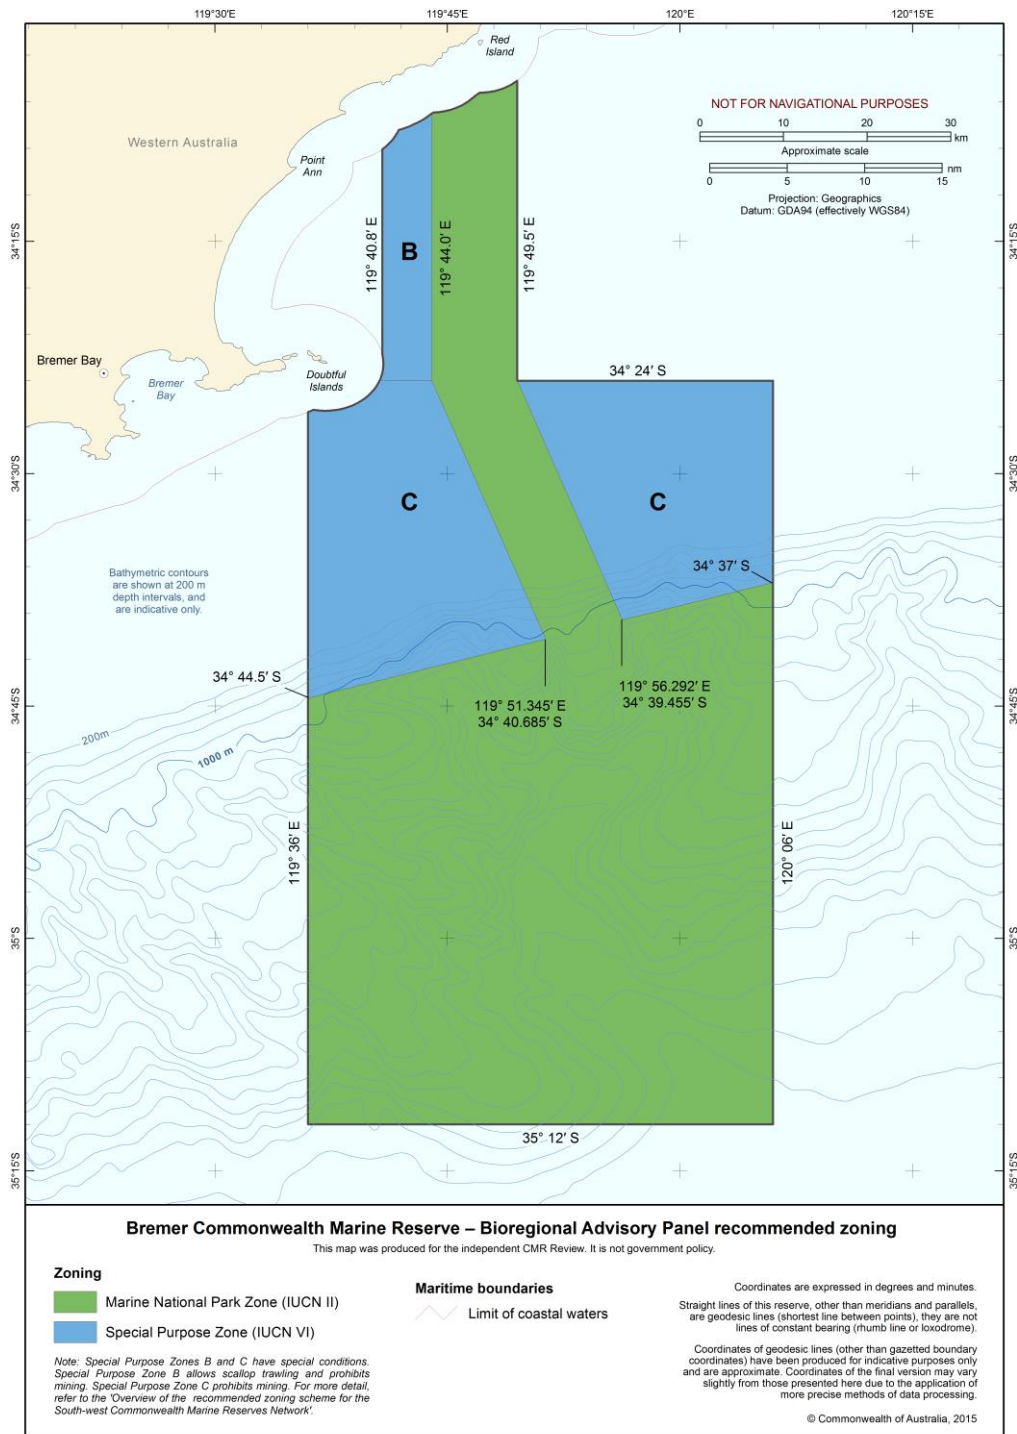 119°30′E
119°45′E
120°E
120°15′E
Red
Island
NOT FOR NAVIGATIONAL PURPOSES
0 10 20 30 km
Approximate scale
0 5 10 15 nm
Projection: Geographics
Datum: GDA94 (effectively WGS84)
Western Australia
Point
Ann
34°15′S
34°15′S
119° 40.8′ E
B
119° 44.0′ E
119° 49.5′ E
Bremer Bay
Bremer
Bay
Doubtful
Islands
34° 24′ S
34°30′S
34°30′S
C
C
Bathymetric contours
are shown at 200 m
depth intervals, and
are indicative only.
34° 37′ S
34° 44.5′ S
119° 51.345′ E
34° 40.685′ S
119° 56.292′ E
34° 39.455′ S
34°45′S
34°45′S
200m
1000 m
119° 36′ E
120° 06′ E
35°S
35°S
35° 12′ S
35°15′S
35°15′S
Bremer Commonwealth Marine Reserve – Bioregional Advisory Panel recommended zoning
This map was produced for the independent CMR Review. It is not government policy.
Zoning
Marine National Park Zone (IUCN II)
Special Purpose Zone (IUCN VI)
Note: Special Purpose Zones B and C have special conditions.
Special Purpose Zone B allows scallop trawling and prohibits
mining. Special Purpose Zone C prohibits mining. For more detail,
refer to the 'Overview of the recommended zoning scheme for the
South-west Commonwealth Marine Reserves Network'.
Maritime boundaries
Limit of coastal waters
Coordinates are expressed in degrees and minutes.
Straight lines of this reserve, other than meridians and parallels,
are geodesic lines (shortest line between points), they are not
lines of constant bearing (rhumb line or loxodrome).
Coordinates of geodesic lines (other than gazetted boundary
coordinates) have been produced for indicative purposes only
and are approximate. Coordinates of the final version may vary
slightly from those presented here due to the application of
more precise methods of data processing.
© Commonwealth of Australia, 2015